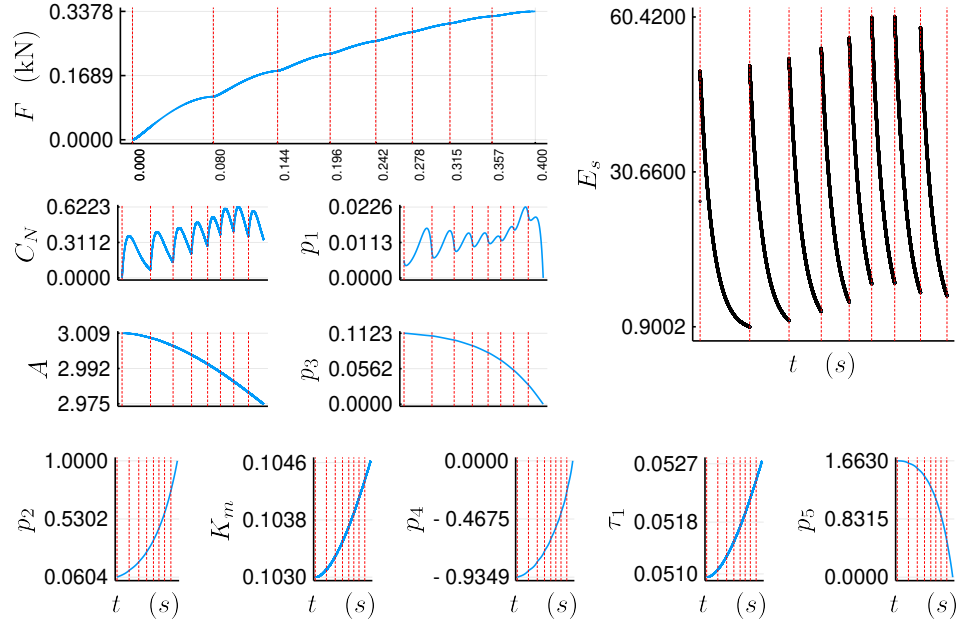 F (kN)
0.3378
0.1689
0.0000
0.000
0.080
0.144
0.196
0.242
0.278
0.315
0.357
0.400
E_s
60.4200
30.6600
0.9002
t (s)
C_N
0.6223
0.3112
0.0000
p_1
0.0226
0.0113
0.0000
A
3.009
2.992
2.975
p_3
0.1123
0.0562
0.0000
p_2
1.0000
0.5302
0.0604
t (s)
K_m
0.1046
0.1038
0.1030
t (s)
p_4
0.0000
- 0.4675
- 0.9349
t (s)
τ_1
0.0527
0.0518
0.0510
t (s)
p_5
1.6630
0.8315
0.0000
t (s)